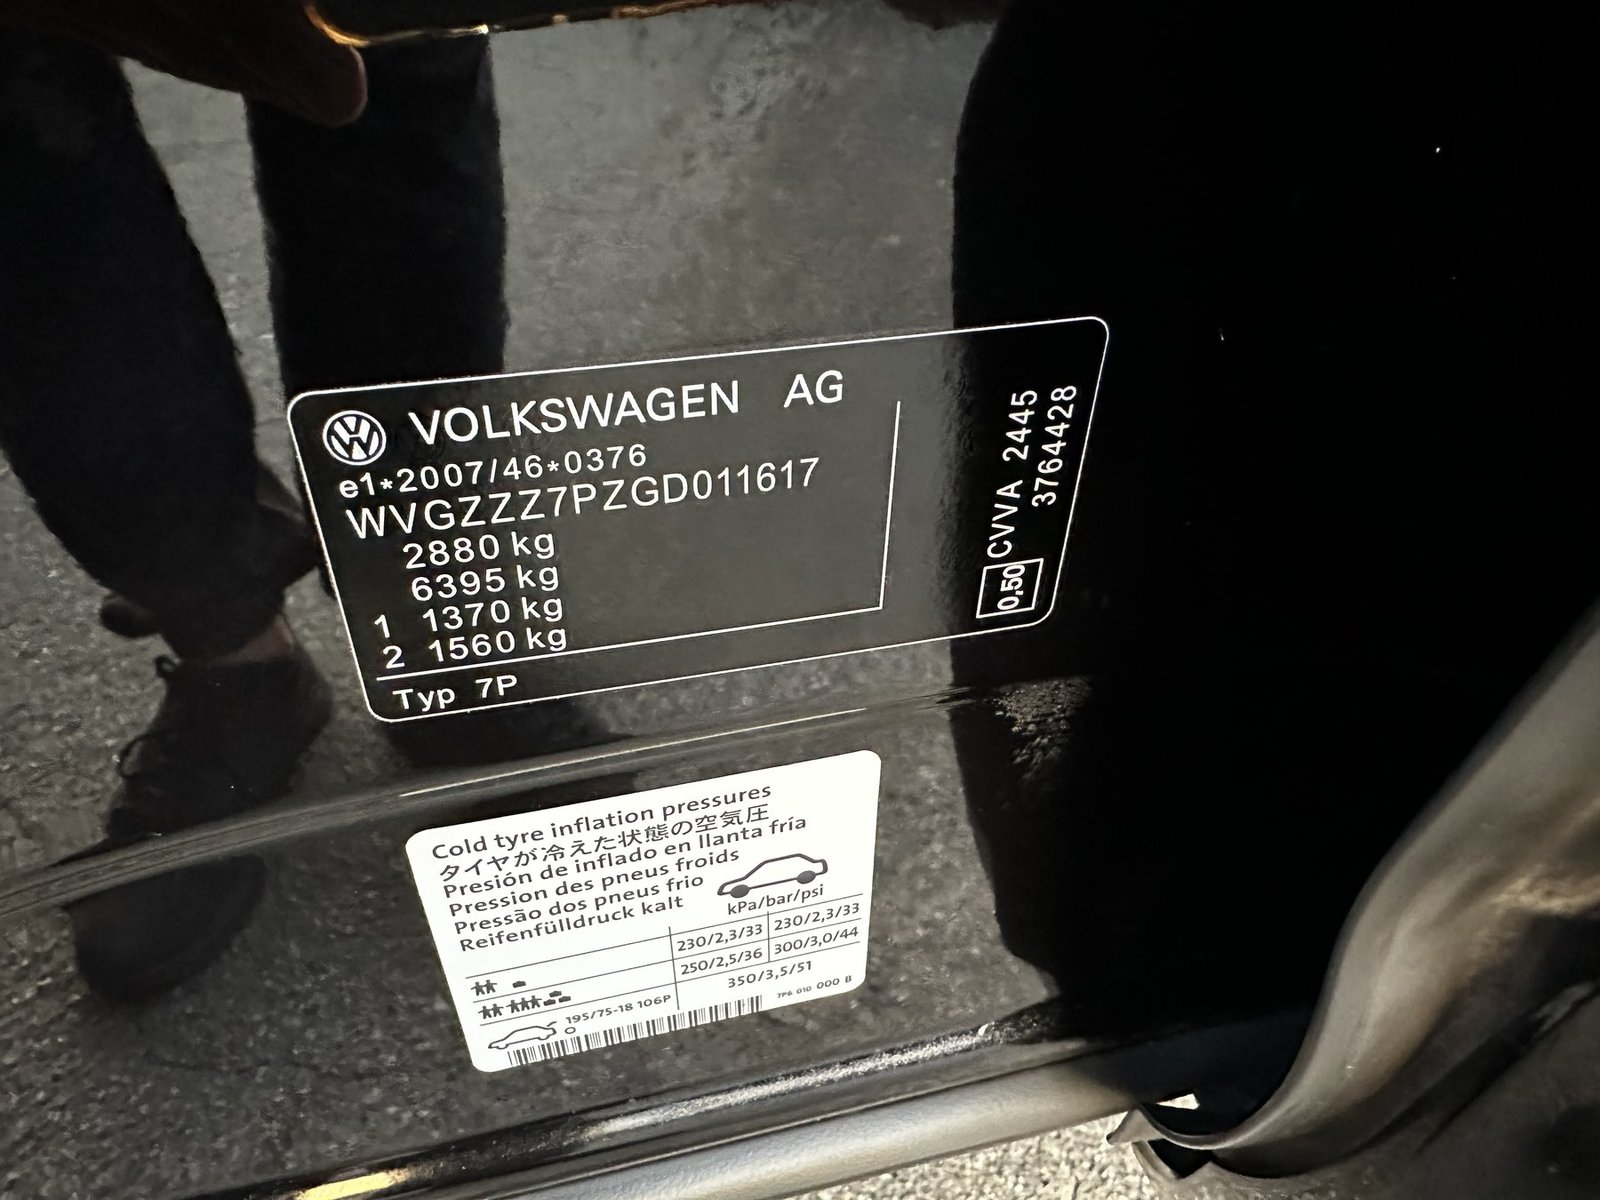 VOLKSWAGEN AG
e1*2007/46*0376
WVGZZZ7PZGD011617
2880 kg
6395 kg
1 1370 kg
2 1560 kg
Typ 7P
0,50 CVVA 2445
3764428
Cold tyre inflation pressures
タイヤが冷えた状態の空気圧
Presión de inflado en llanta fría
Pression des pneus froids
Pressão dos pneus frio
Reifenfülldruck kalt
kPa/bar/psi
230/2,3/33 230/2,3/33
250/2,5/36 300/3,0/44
195/75-18 106P 350/3,5/51
7P6 010 000 B